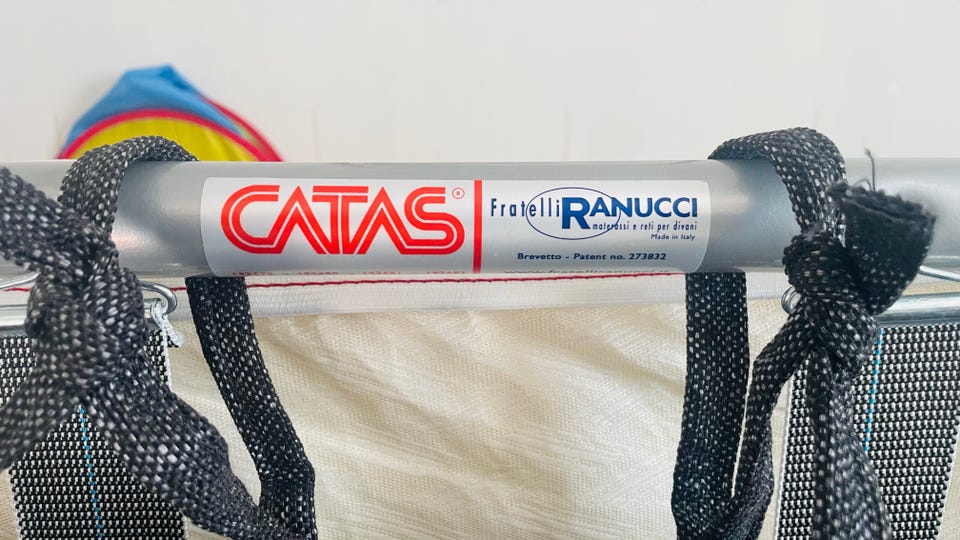 CATAS®
Fratelli RANUCCI
materassi e reti per divani
Made in Italy
Brevetto - Patent no. 273832